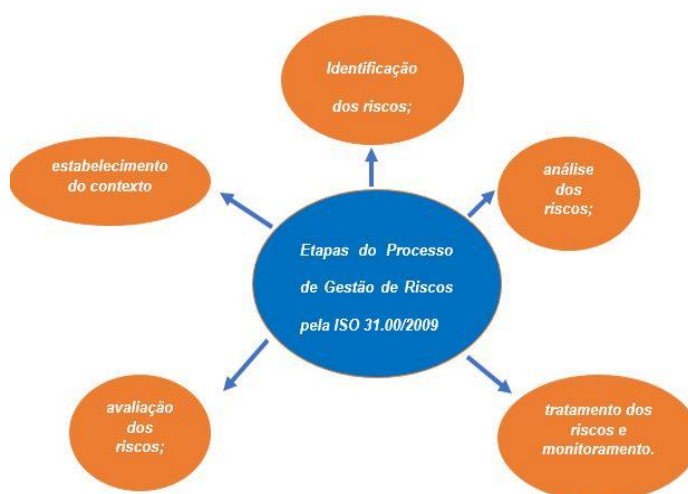 Identificação
dos riscos;
estabelecimento
do contexto
análise
dos
riscos;
Etapas do Processo
de Gestão de Riscos
pela ISO 31.00/2009
avaliação
dos
riscos;
tratamento dos
riscos e
monitoramento.